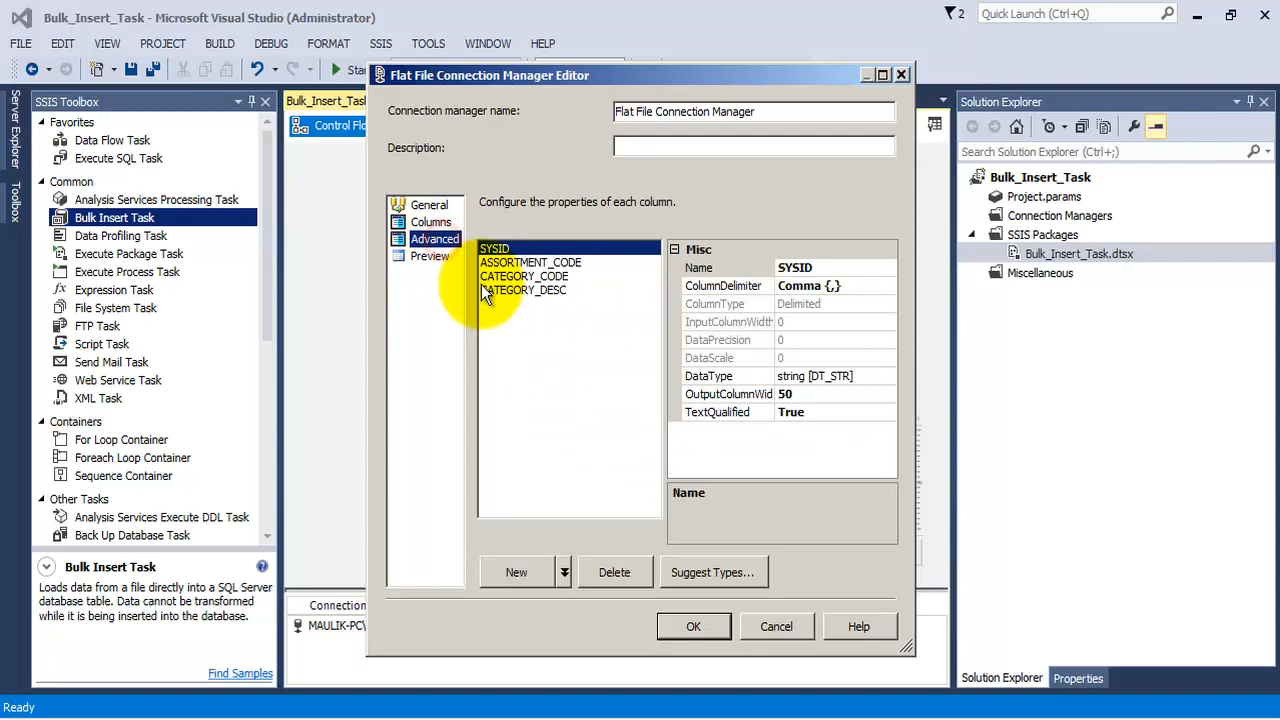 Bulk_Insert_Task - Microsoft Visual Studio (Administrator)
2
Quick Launch (Ctrl+Q)
FILE EDIT VIEW PROJECT BUILD DEBUG FORMAT SSIS TOOLS WINDOW HELP
Server Explorer
Toolbox
SSIS Toolbox
Favorites
Data Flow Task
Execute SQL Task
Common
Analysis Services Processing Task
Bulk Insert Task
Data Profiling Task
Execute Package Task
Execute Process Task
Expression Task
File System Task
FTP Task
Script Task
Send Mail Task
Web Service Task
XML Task
Containers
For Loop Container
Foreach Loop Container
Sequence Container
Other Tasks
Analysis Services Execute DDL Task
Back Up Database Task
Bulk Insert Task
Loads data from a file directly into a SQL Server
database table. Data cannot be transformed
while it is being inserted into the database.
Find Samples
Flat File Connection Manager Editor
Connection manager name:
Flat File Connection Manager
Description:
General
Columns
Advanced
Preview
Configure the properties of each column.
SYSID
ASSORTMENT_CODE
CATEGORY_CODE
CATEGORY_DESC
Misc
Name SYSID
ColumnDelimiter Comma {,}
ColumnType Delimited
InputColumnWidth 0
DataPrecision 0
DataScale 0
DataType string [DT_STR]
OutputColumnWid 50
TextQualified True
Name
New
Delete
Suggest Types...
OK
Cancel
Help
Solution Explorer
Search Solution Explorer (Ctrl+;)
Bulk_Insert_Task
Project.params
Connection Managers
SSIS Packages
Bulk_Insert_Task.dtsx
Miscellaneous
Solution Explorer
Properties
Ready